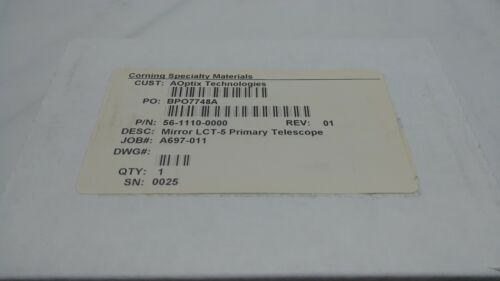 Corning Specialty Materials
CUST: AOptix Technologies
PO: BPO7748A
P/N: 56-1110-0000 REV: 01
DESC: Mirror LCT-5 Primary Telescope
JOB#: A697-011
DWG#:
QTY: 1
SN: 0025